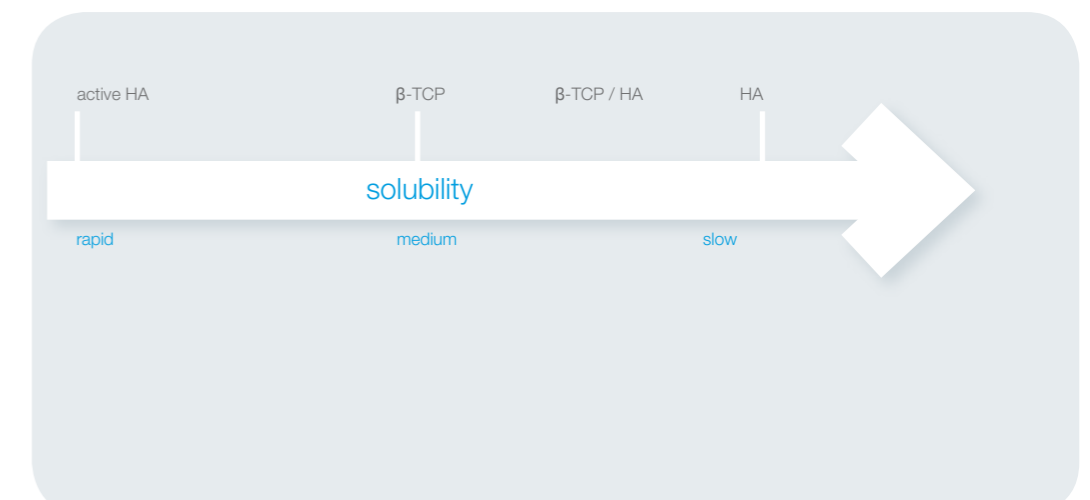 active HA β-TCP β-TCP / HA HA
solubility
rapid medium slow